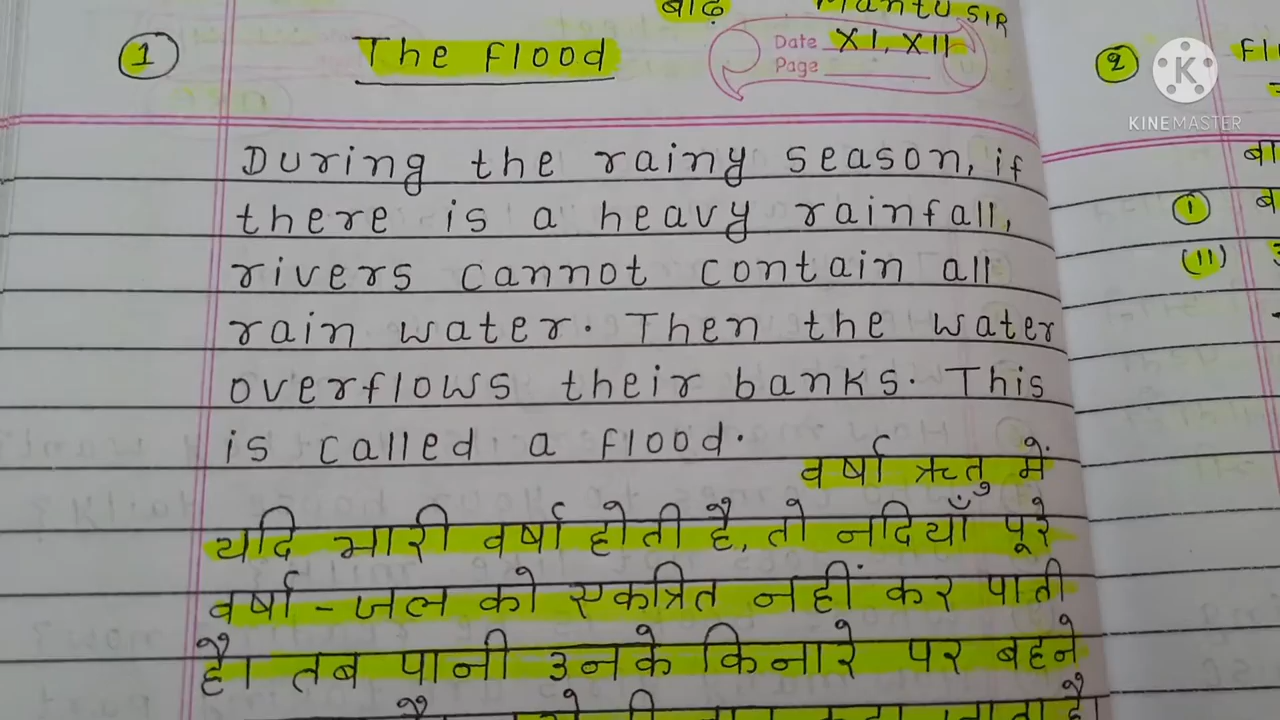 बाढ़ Mantu SIR
1 The Flood
Date XI, XII
Page
During the rainy season, if
there is a heavy rainfall,
rivers cannot contain all
rain water. Then the water
overflows their banks. This
is called a flood.
वर्षा ऋतु में
यदि भारी वर्षा होती है, तो नदियाँ पूरे
वर्षा-जल को एकत्रित नहीं कर पाती
है। तब पानी उनके किनारे पर बहने
2
KINEMASTER
(i)
(II)